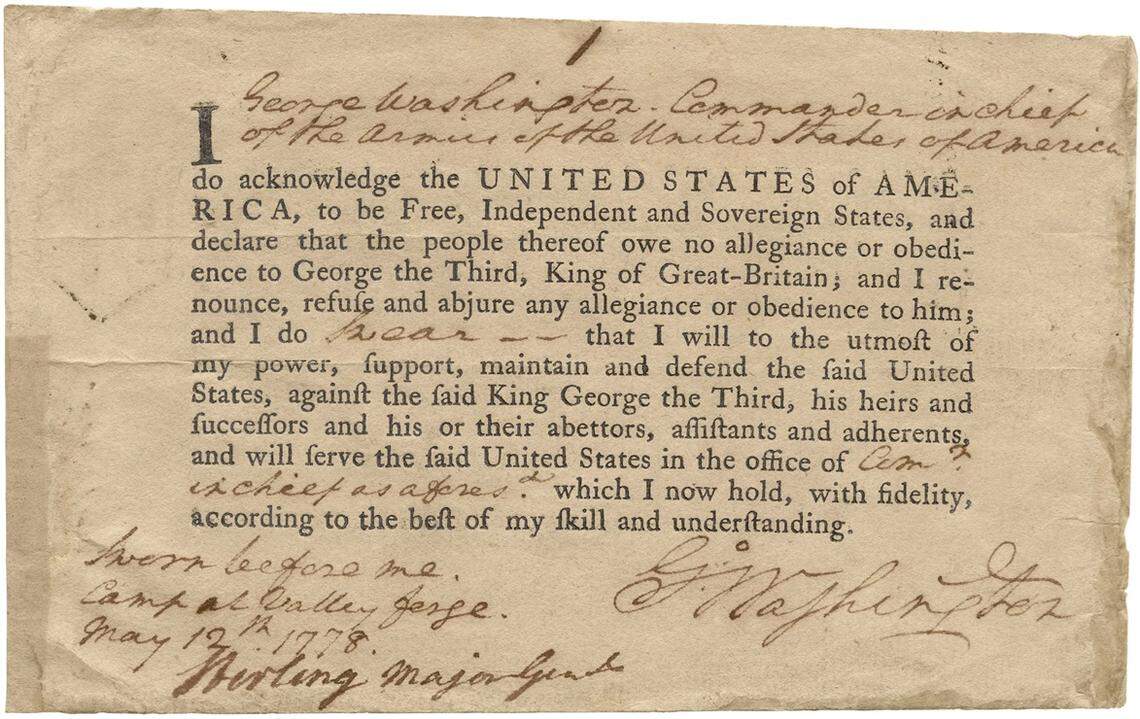 1
George Washington. Commander in chief
of the Armies of the United States of America
I
do acknowledge the UNITED STATES of AME-
RICA, to be Free, Independent and Sovereign States, and
declare that the people thereof owe no allegiance or obedi-
ence to George the Third, King of Great-Britain; and I re-
nounce, refuſe and abjure any allegiance or obedience to him;
and I do Swear -- that I will to the utmoſt of
my power, ſupport, maintain and defend the ſaid United
States, againſt the ſaid King George the Third, his heirs and
ſucceſſors and his or their abettors, aſſiſtants and adherents,
and will ſerve the ſaid United States in the office of Com.r
in chief as afores.d which I now hold, with fidelity,
according to the beſt of my ſkill and underſtanding.
Sworn before me.
Camp at Valley forge.
May 12th 1778.
Stirling Major Genl
Go Waſhington